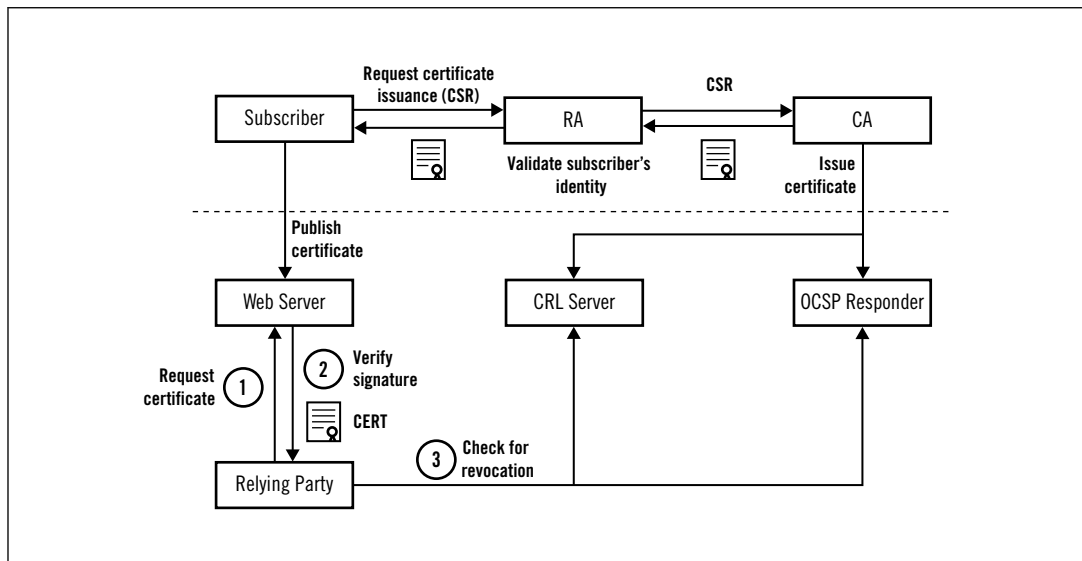 Request certificate
issuance (CSR)
CSR
Subscriber
RA
CA
Validate subscriber’s
identity
Issue
certificate
Publish
certificate
Web Server
CRL Server
OCSP Responder
Request
certificate
1
2
Verify
signature
CERT
3
Check for
revocation
Relying Party